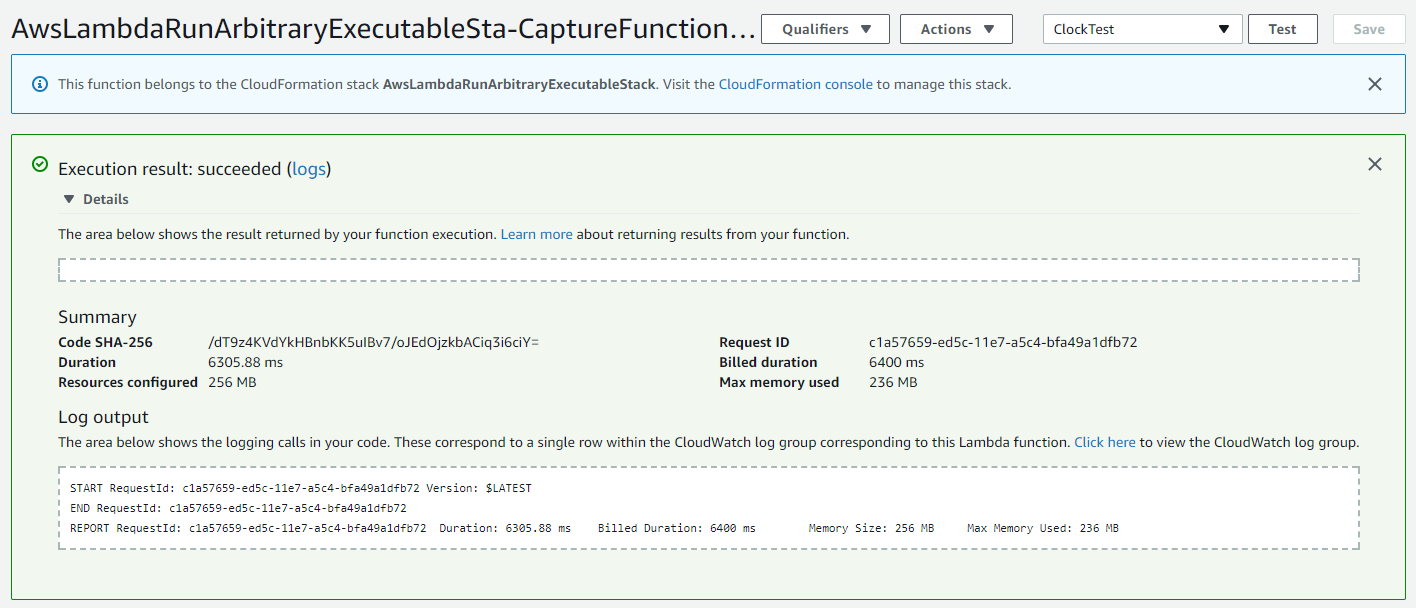 AwsLambdaRunArbitraryExecutableSta-CaptureFunction... Qualifiers Actions ClockTest Test Save
This function belongs to the CloudFormation stack AwsLambdaRunArbitraryExecutableStack. Visit the CloudFormation console to manage this stack.
Execution result: succeeded (logs)
Details
The area below shows the result returned by your function execution. Learn more about returning results from your function.
Summary
Code SHA-256 /dT9z4KVdYkHBnbKK5uIBv7/oJEdOjzkbACiq3i6ciY= Request ID c1a57659-ed5c-11e7-a5c4-bfa49a1dfb72
Duration 6305.88 ms Billed duration 6400 ms
Resources configured 256 MB Max memory used 236 MB
Log output
The area below shows the logging calls in your code. These correspond to a single row within the CloudWatch log group corresponding to this Lambda function. Click here to view the CloudWatch log group.
START RequestId: c1a57659-ed5c-11e7-a5c4-bfa49a1dfb72 Version: $LATEST
END RequestId: c1a57659-ed5c-11e7-a5c4-bfa49a1dfb72
REPORT RequestId: c1a57659-ed5c-11e7-a5c4-bfa49a1dfb72 Duration: 6305.88 ms Billed Duration: 6400 ms Memory Size: 256 MB Max Memory Used: 236 MB